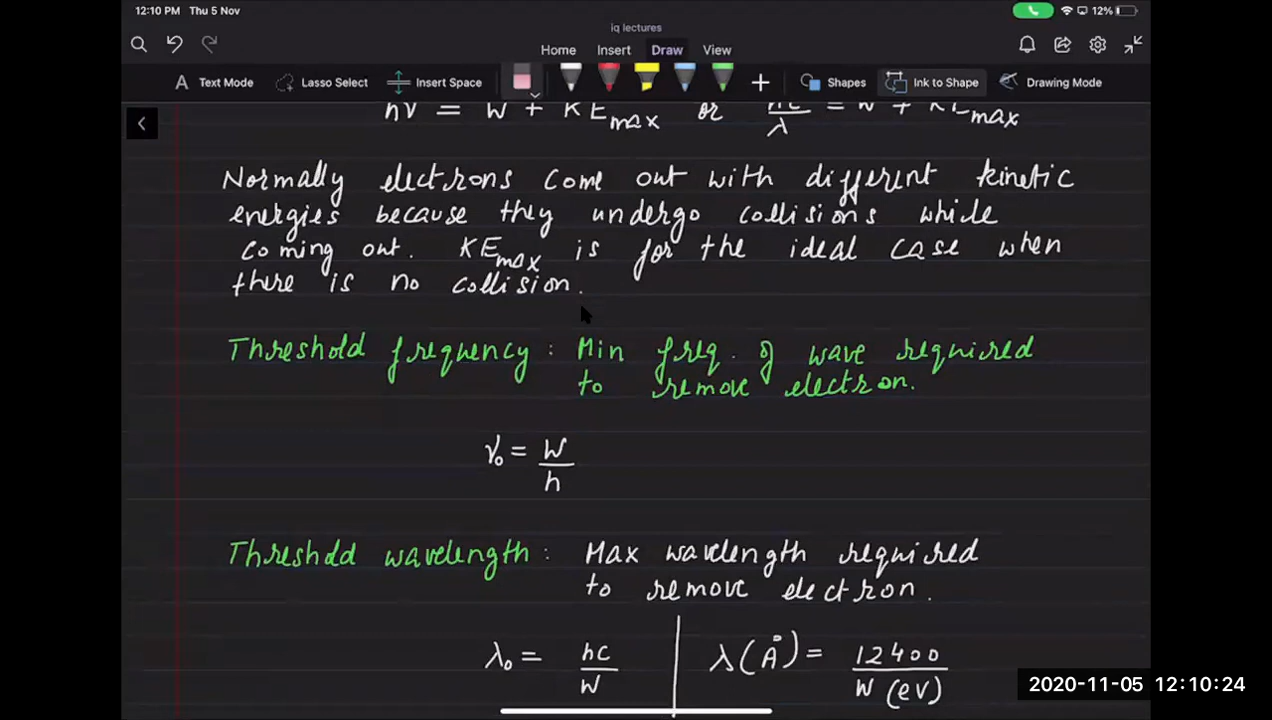 12:10 PM Thu 5 Nov
12%
iq lectures
Home Insert Draw View
Text Mode Lasso Select Insert Space Shapes Ink to Shape Drawing Mode
hν = W + KEmax or hc/λ = W + KEmax
Normally electrons come out with different kinetic
energies because they undergo collisions while
coming out. KEmax is for the ideal case when
there is no collision.
Threshold frequency : Min freq. of wave required
to remove electron.
ν₀ = W/h
Threshold wavelength : Max wavelength required
to remove electron.
λ₀ = hc/W | λ(Å) = 12400/W(eV)
2020-11-05 12:10:24